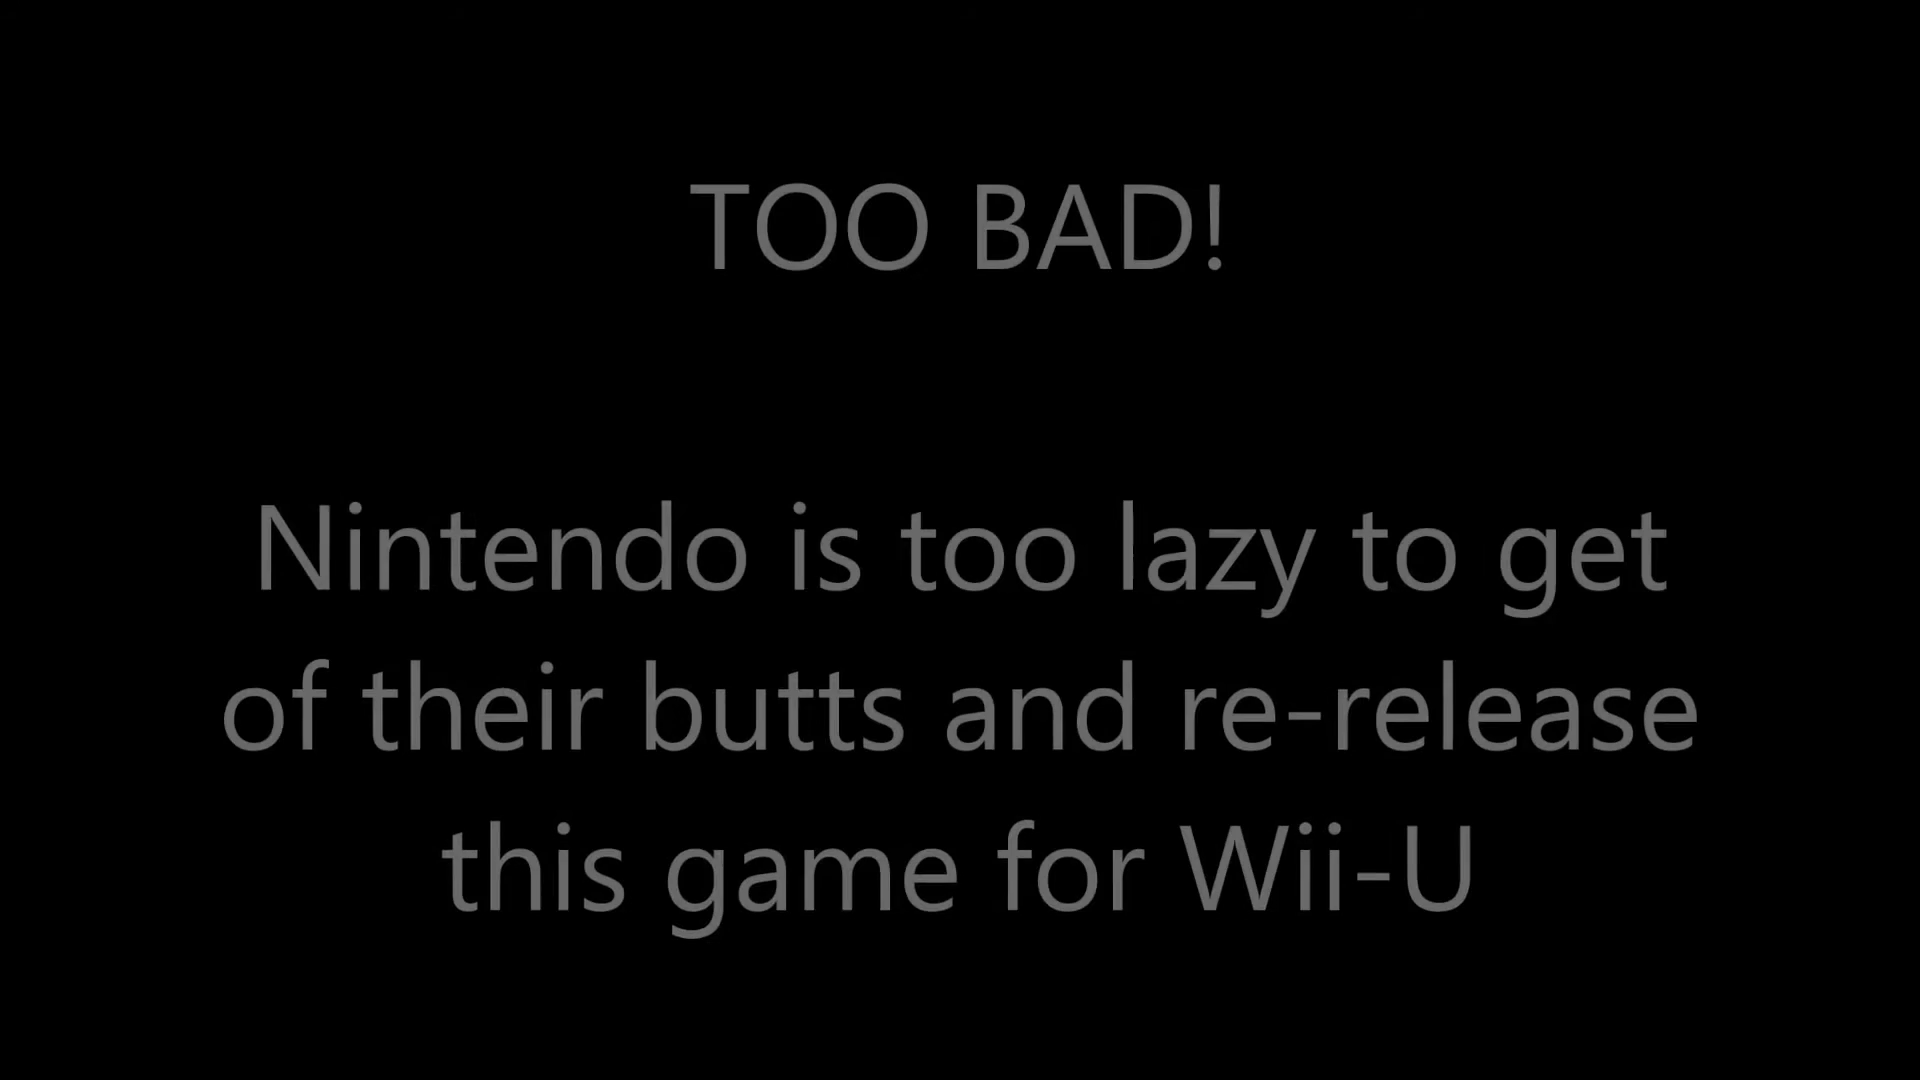 TOO BAD!
Nintendo is too lazy to get
of their butts and re-release
this game for Wii-U